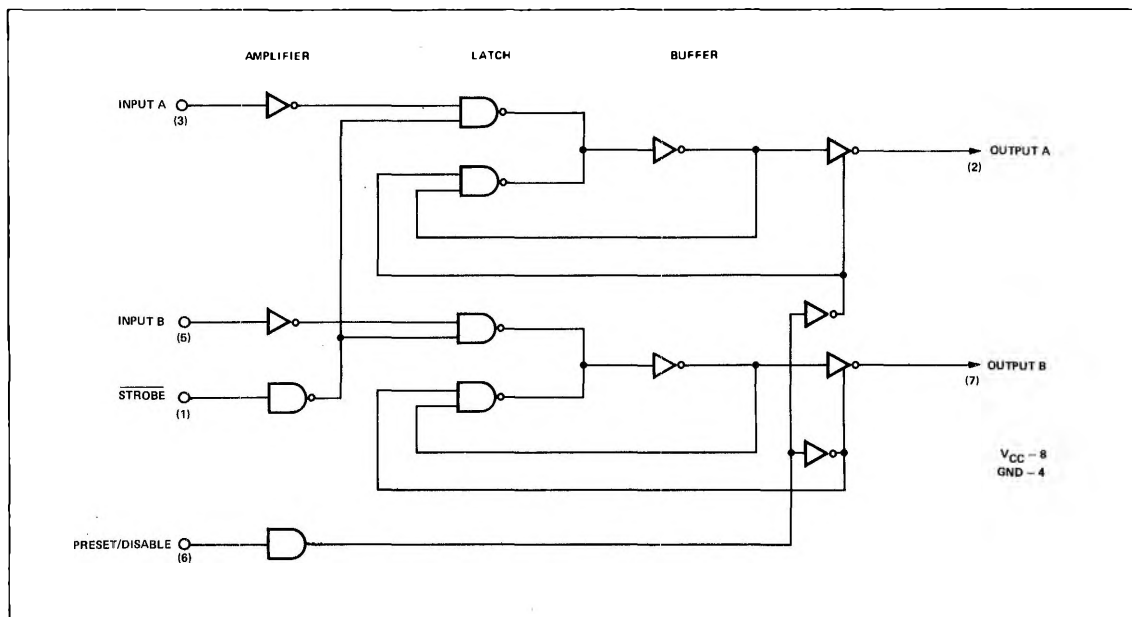 AMPLIFIER LATCH BUFFER
INPUT A
(3)
OUTPUT A
(2)
INPUT B
(5)
OUTPUT B
(7)
STROBE
(1)
VCC – 8
GND – 4
PRESET/DISABLE
(6)